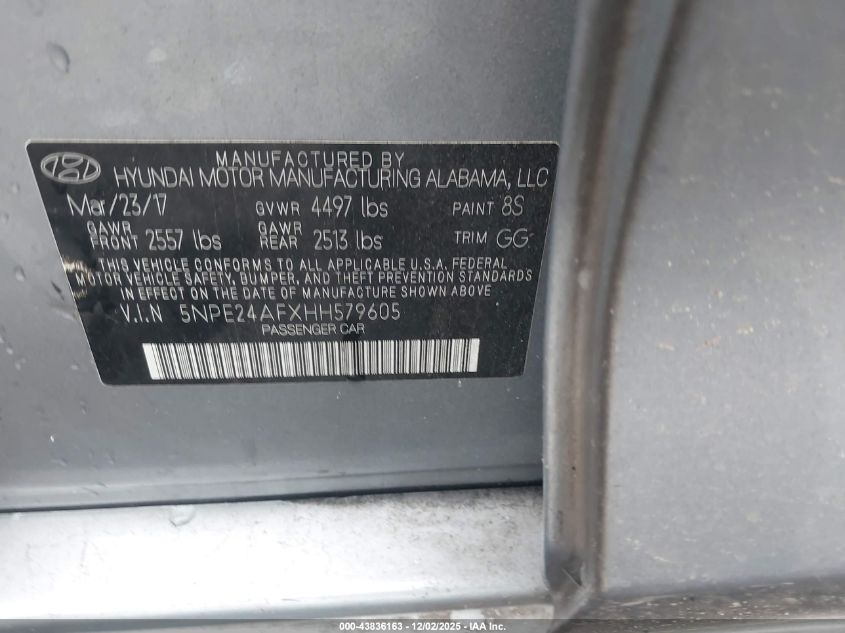 MANUFACTURED BY
HYUNDAI MOTOR MANUFACTURING ALABAMA, LLC
Mar/23/17 GVWR 4497 lbs PAINT 8S
GAWR FRONT 2557 lbs GAWR REAR 2513 lbs TRIM GG
THIS VEHICLE CONFORMS TO ALL APPLICABLE U.S.A. FEDERAL
MOTOR VEHICLE SAFETY, BUMPER, AND THEFT PREVENTION STANDARDS
IN EFFECT ON THE DATE OF MANUFACTURE SHOWN ABOVE
V.I.N 5NPE24AFXHH579605
PASSENGER CAR
000-43836163 - 12/02/2025 - IAA Inc.